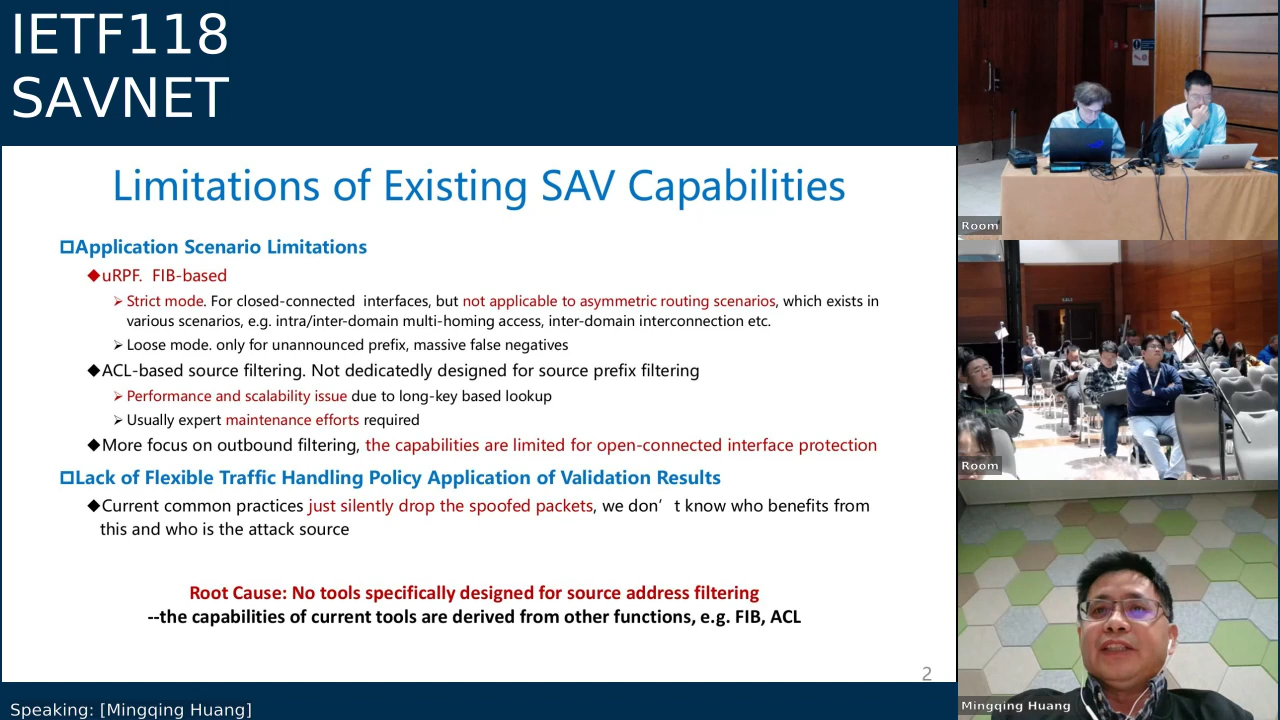 IETF118
SAVNET
Limitations of Existing SAV Capabilities
Application Scenario Limitations
uRPF. FIB-based
Strict mode. For closed-connected interfaces, but not applicable to asymmetric routing scenarios, which exists in
various scenarios, e.g. intra/inter-domain multi-homing access, inter-domain interconnection etc.
Loose mode. only for unannounced prefix, massive false negatives
ACL-based source filtering. Not dedicatedly designed for source prefix filtering
Performance and scalability issue due to long-key based lookup
Usually expert maintenance efforts required
More focus on outbound filtering, the capabilities are limited for open-connected interface protection
Lack of Flexible Traffic Handling Policy Application of Validation Results
Current common practices just silently drop the spoofed packets, we don’t know who benefits from
this and who is the attack source
Root Cause: No tools specifically designed for source address filtering
--the capabilities of current tools are derived from other functions, e.g. FIB, ACL
2
Speaking: [Mingqing Huang]
Room
Room
Mingqing Huang